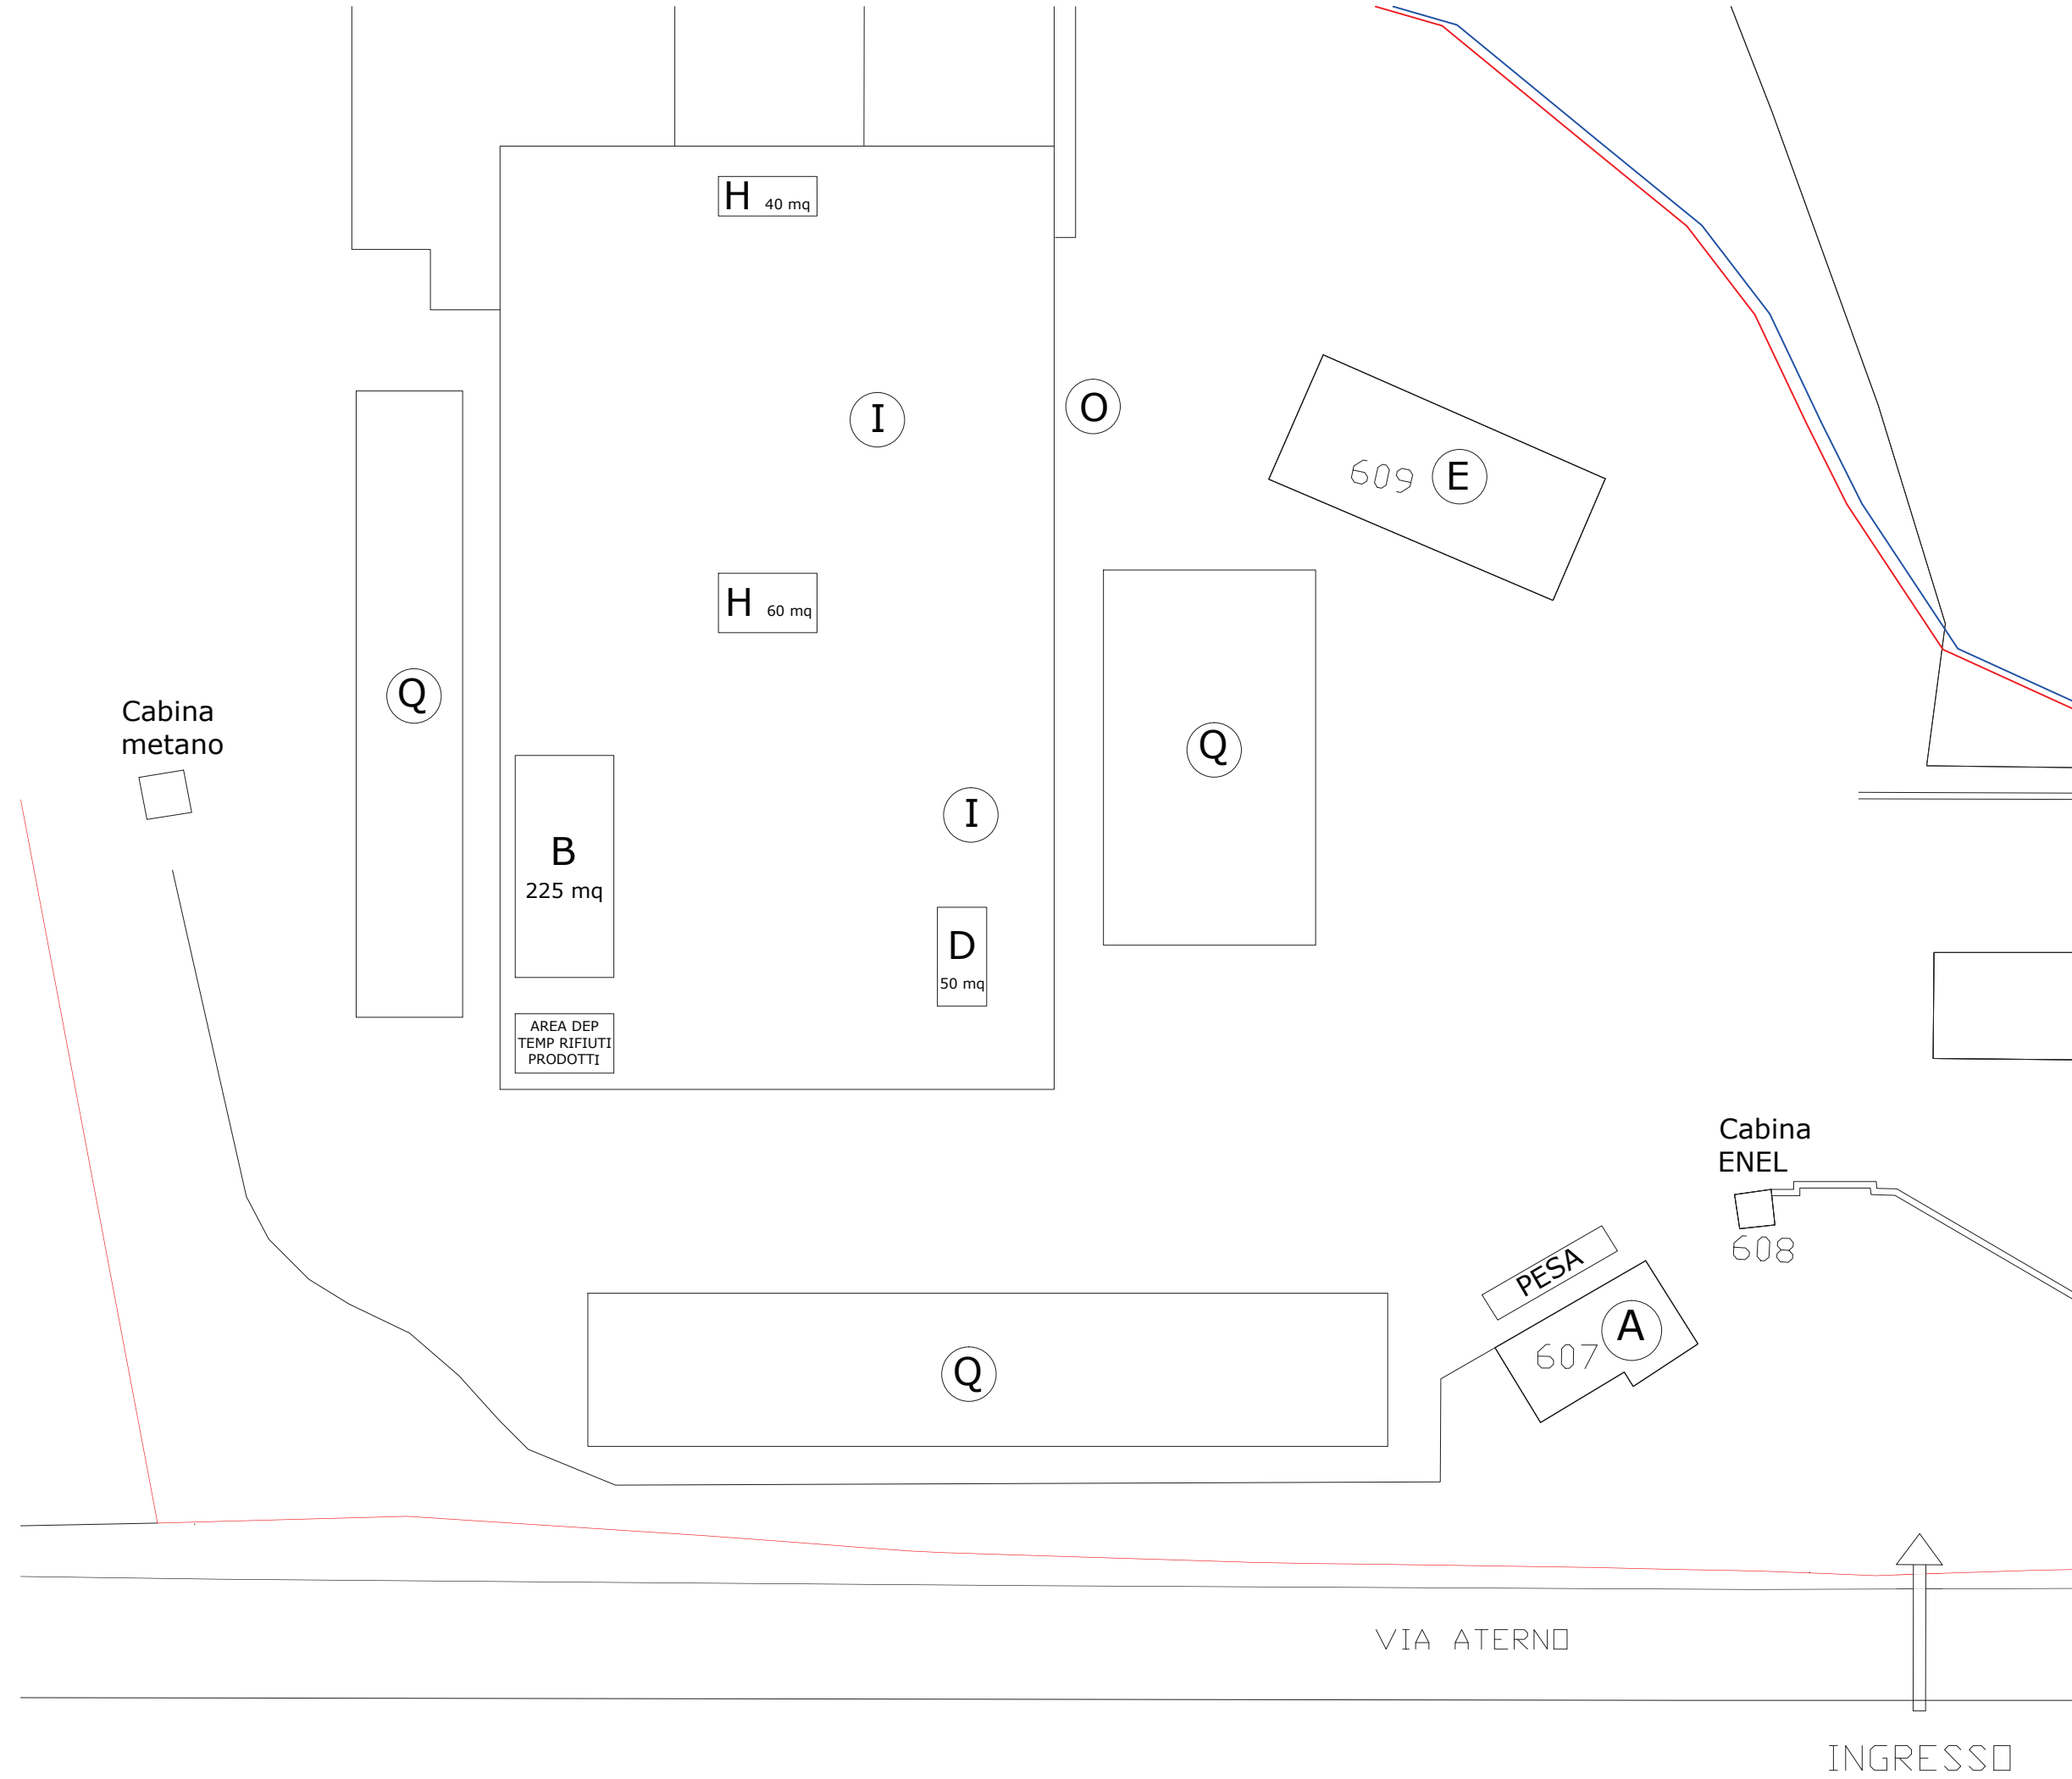 H 40 mq
I
O
609 E
H 60 mq
Q
Cabina
metano
Q
I
B
225 mq
D
50 mq
AREA DEP
TEMP RIFIUTI
PRODOTTI
Cabina
ENEL
608
PESA
A
607
Q
VIA ATERNO
INGRESSO